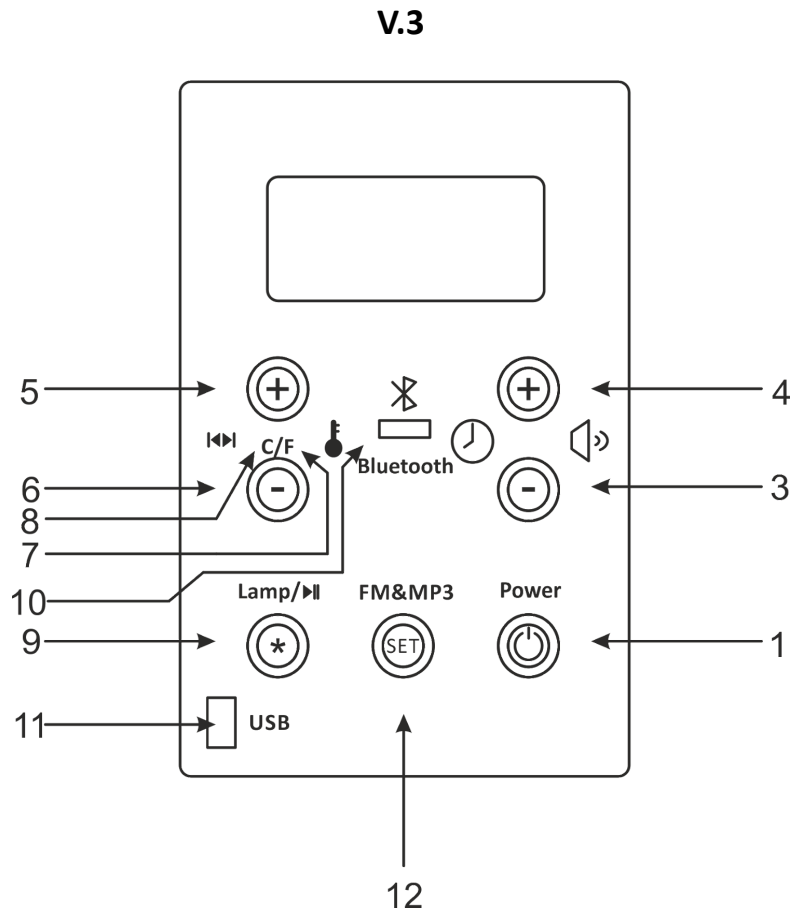 V.3
5
+
+
4
C/F
Bluetooth
6
-
-
3
8
7
10
Lamp/
FM&MP3
Power
9
*
SET
1
11
USB
12